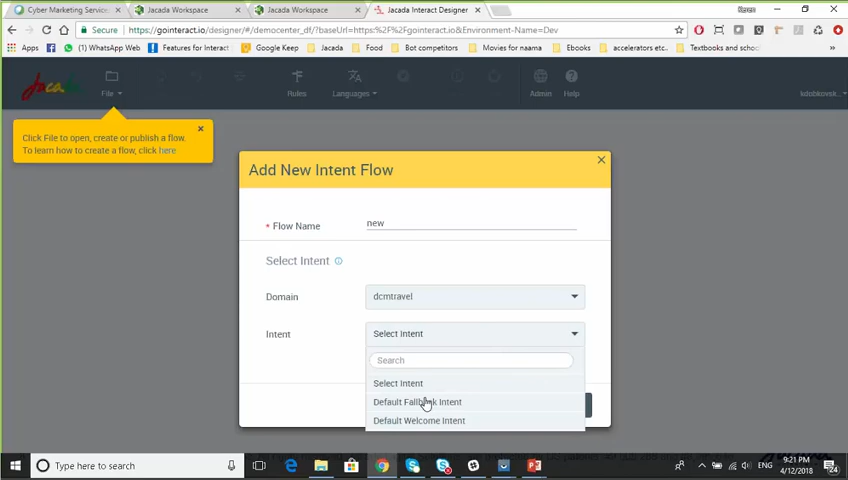 Cyber Marketing Service
Jacada Workspace
Jacada Workspace
Jacada Interact Designer
Keren
https://gointeract.io/designer/#/democenter_df/?baseUrl=https:%2F%2Fgointeract.io&Environment-Name=Dev
Apps
(1) WhatsApp Web
Features for Interact
Google Keep
Jacada
Food
Bot competitors
Movies for naama
Ebooks
accelerators etc..
Textbooks and school
Jacada
File
Rules
Languages
Admin
Help
kdobkovsk...
Click File to open, create or publish a flow.
To learn how to create a flow, click here
Add New Intent Flow
* Flow Name
new
Select Intent
Domain
dcmtravel
Intent
Select Intent
Search
Select Intent
Default Fallback Intent
Default Welcome Intent
Type here to search
ENG
9:21 PM
4/12/2018
24